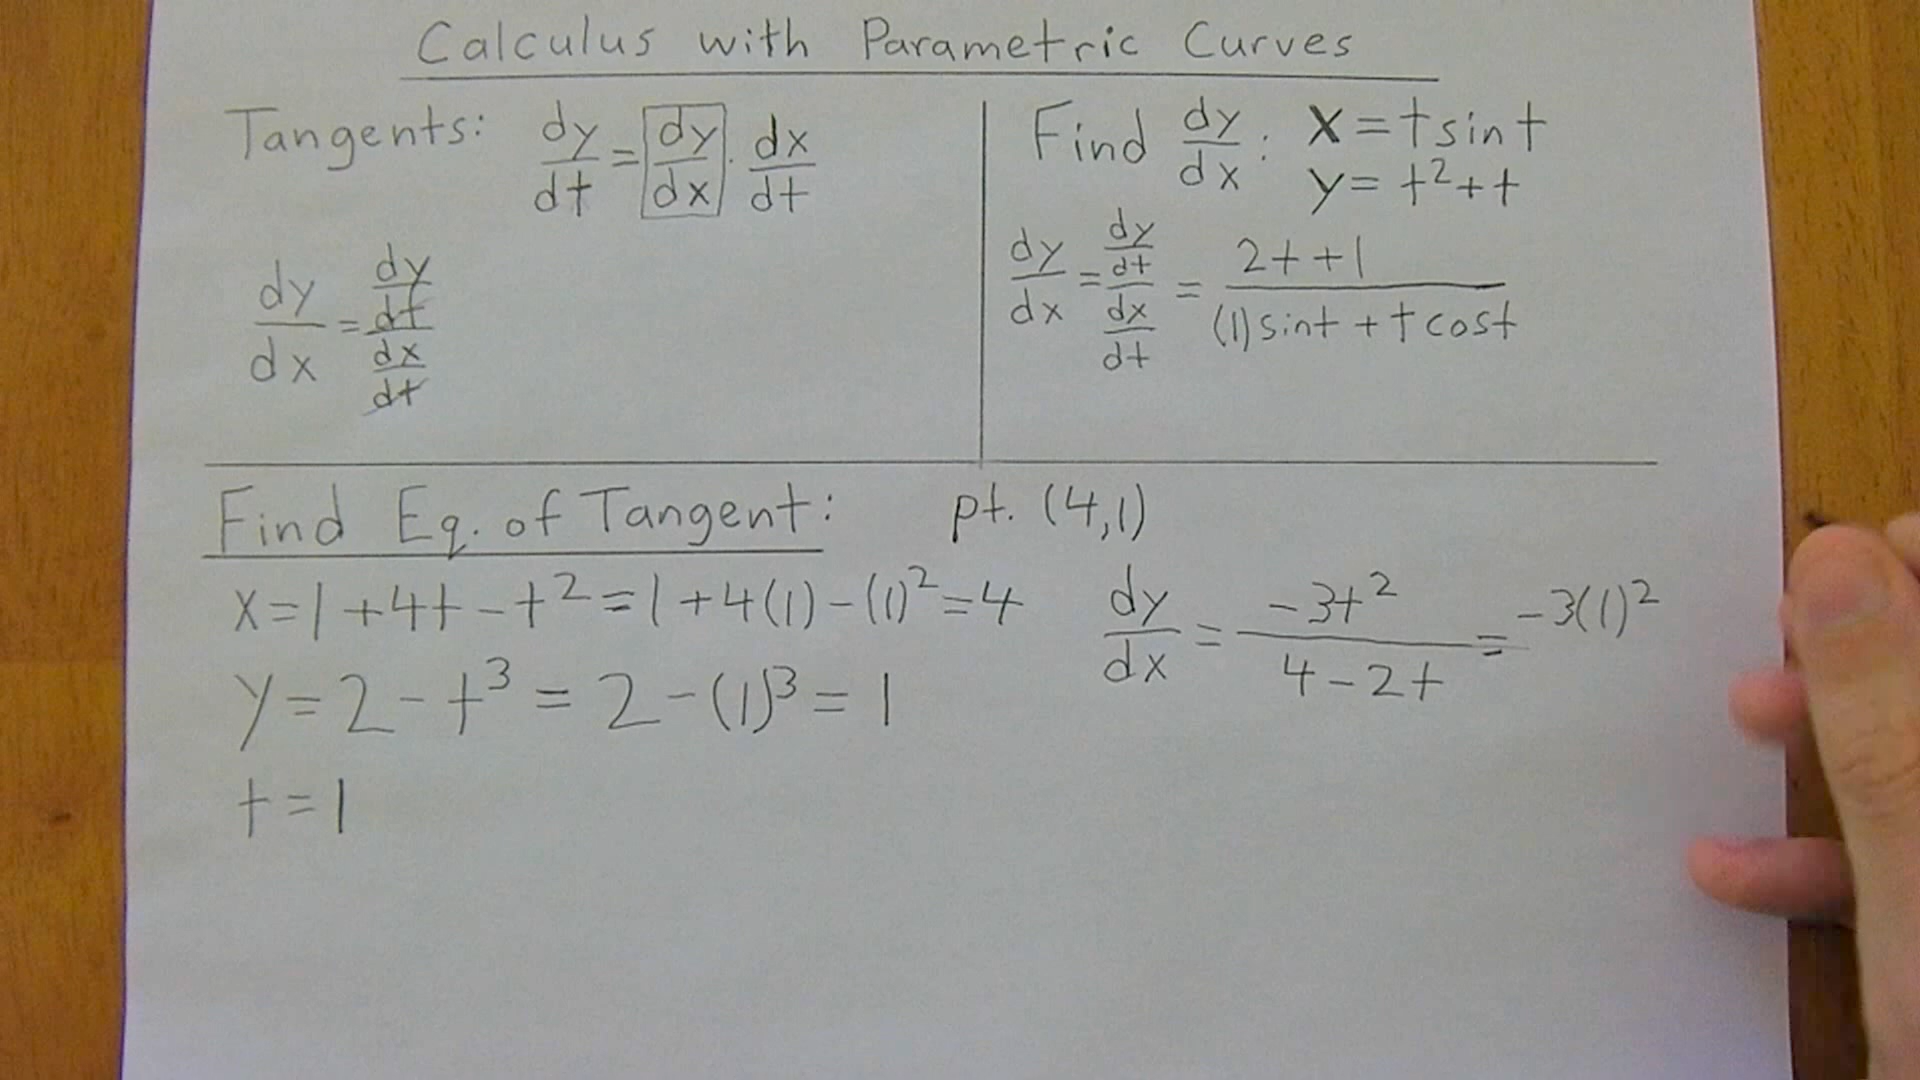 Calculus with Parametric Curves
Tangents: dy/dt = dy/dx · dx/dt
dy/dx = (dy/dt)/(dx/dt)
Find dy/dx: x = t sin t
y = t² + t
dy/dx = (dy/dt)/(dx/dt) = (2t + 1)/((1) sin t + t cos t)
Find Eq. of Tangent: pt. (4,1)
x = 1 + 4t - t² = 1 + 4(1) - (1)² = 4
y = 2 - t³ = 2 - (1)³ = 1
t = 1
dy/dx = -3t²/(4 - 2t) = -3(1)²